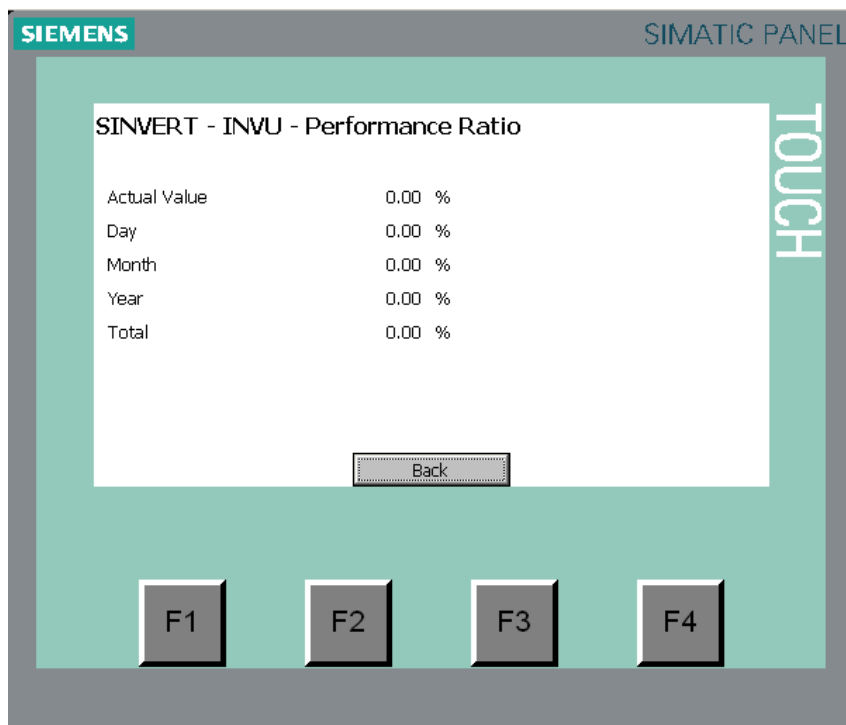 SIEMENS
SIMATIC PANEL
TOUCH
SINVERT - INVU - Performance Ratio
Actual Value 0.00 %
Day 0.00 %
Month 0.00 %
Year 0.00 %
Total 0.00 %
Back
F1 F2 F3 F4